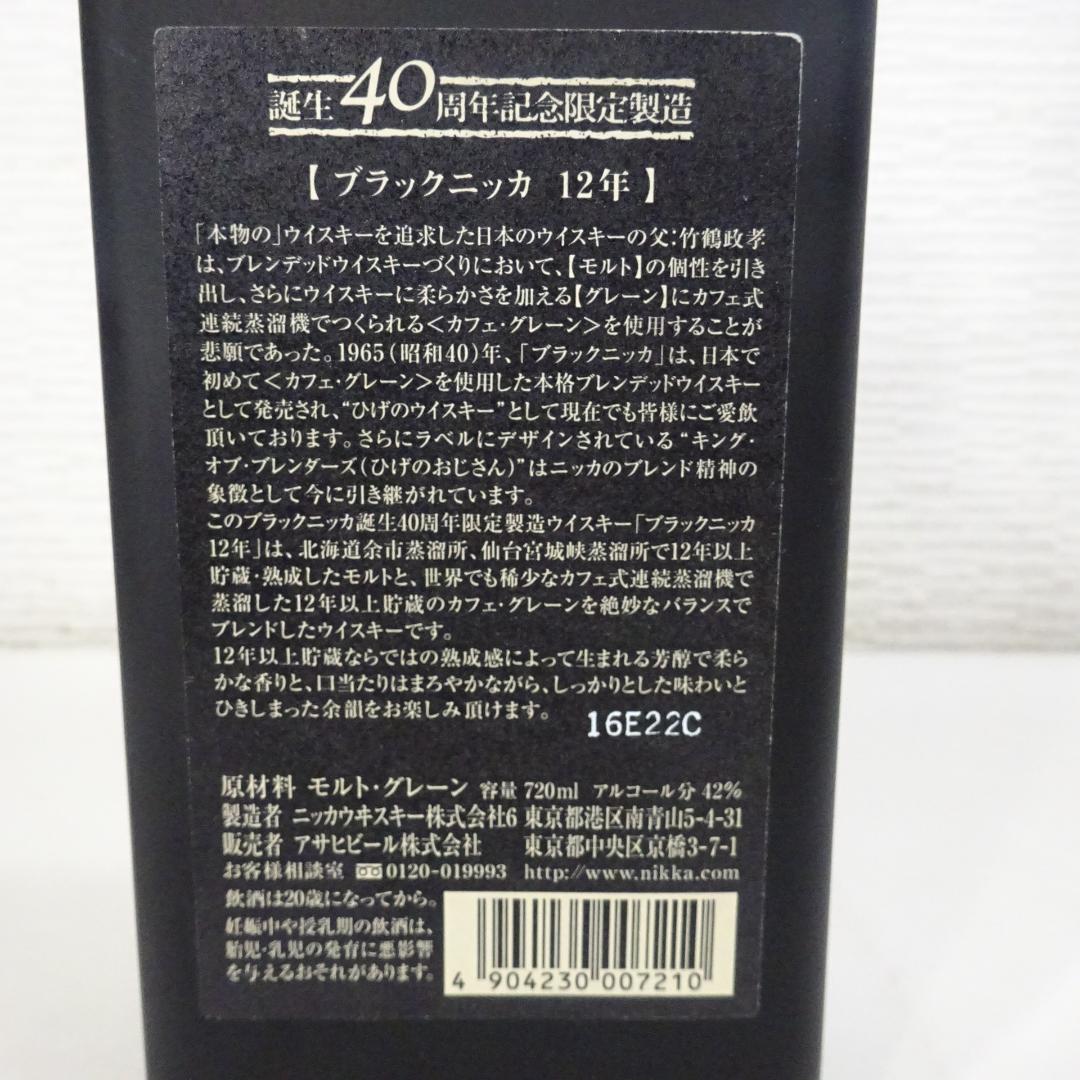 誕生40周年記念限定製造
【 ブラックニッカ 12年 】
「本物の」ウイスキーを追求した日本のウイスキーの父:竹鶴政孝
は、ブレンデッドウイスキーづくりにおいて、【モルト】の個性を引き
出し、さらにウイスキーに柔らかさを加える【グレーン】にカフェ式
連続蒸溜機でつくられる<カフェ・グレーン>を使用することが
悲願であった。1965(昭和40)年、「ブラックニッカ」は、日本で
初めて<カフェ・グレーン>を使用した本格ブレンデッドウイスキー
として発売され、“ひげのウイスキー”として現在でも皆様にご愛飲
頂いております。さらにラベルにデザインされている“キング・
オブ・ブレンダーズ(ひげのおじさん)”はニッカのブレンド精神の
象徴として今に引き継がれています。
このブラックニッカ誕生40周年限定製造ウイスキー「ブラックニッカ
12年」は、北海道余市蒸溜所、仙台宮城峡蒸溜所で12年以上
貯蔵・熟成したモルトと、世界でも稀少なカフェ式連続蒸溜機で
蒸溜した12年以上貯蔵のカフェ・グレーンを絶妙なバランスで
ブレンドしたウイスキーです。
12年以上貯蔵ならではの熟成感によって生まれる芳醇で柔ら
かな香りと、口当たりはまろやかながら、しっかりとした味わいと
ひきしまった余韻をお楽しみ頂けます。
16E22C
原材料 モルト・グレーン 容量 720ml アルコール分 42%
製造者 ニッカウヰスキー株式会社6 東京都港区南青山5-4-31
販売者 アサヒビール株式会社 東京都中央区京橋3-7-1
お客様相談室 0120-019993 http://www.nikka.com
飲酒は20歳になってから。
妊娠中や授乳期の飲酒は、
胎児・乳児の発育に悪影響
を与えるおそれがあります。
4 904230 007210